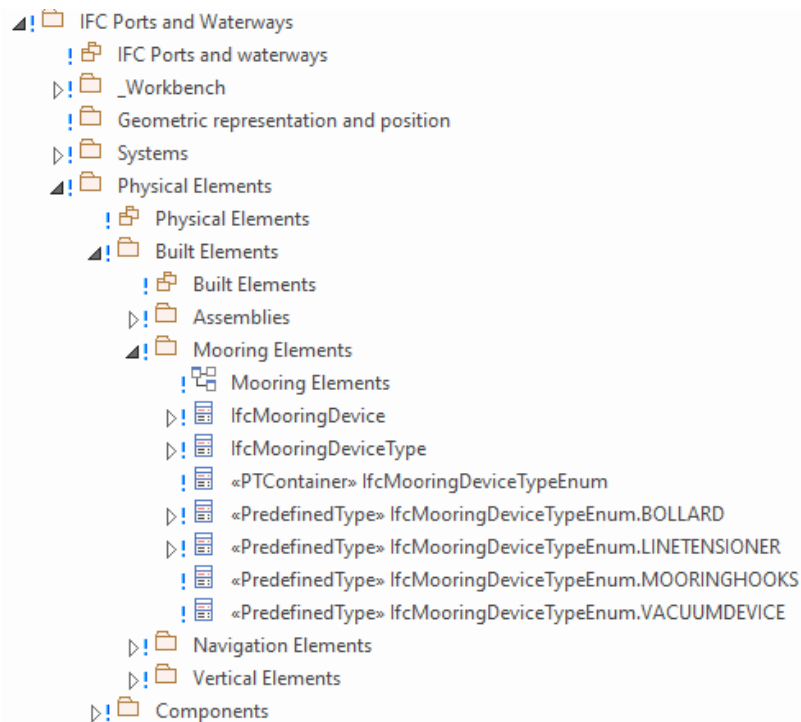 IFC Ports and Waterways
IFC Ports and waterways
_Workbench
Geometric representation and position
Systems
Physical Elements
Physical Elements
Built Elements
Built Elements
Assemblies
Mooring Elements
Mooring Elements
IfcMooringDevice
IfcMooringDeviceType
«PTContainer» IfcMooringDeviceTypeEnum
«PredefinedType» IfcMooringDeviceTypeEnum.BOLLARD
«PredefinedType» IfcMooringDeviceTypeEnum.LINETENSIONER
«PredefinedType» IfcMooringDeviceTypeEnum.MOORINGHOOKS
«PredefinedType» IfcMooringDeviceTypeEnum.VACUUMDEVICE
Navigation Elements
Vertical Elements
Components